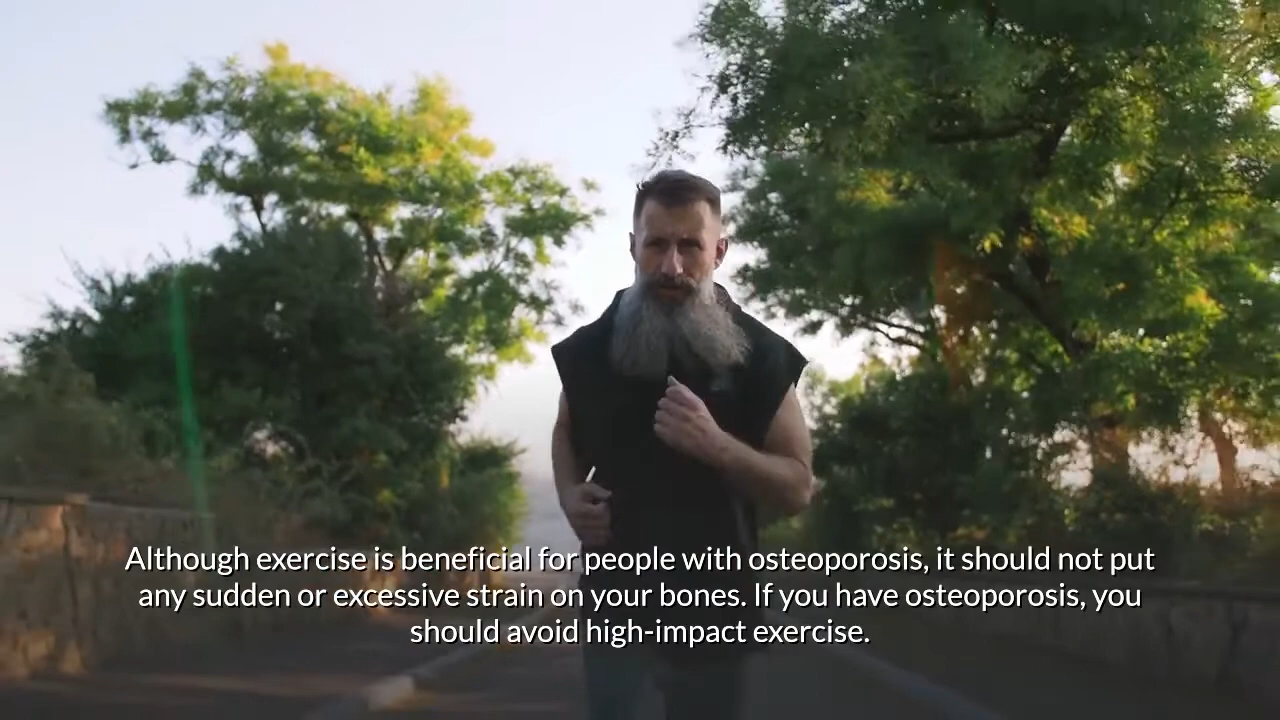 Although exercise is beneficial for people with osteoporosis, it should not put
any sudden or excessive strain on your bones. If you have osteoporosis, you
should avoid high-impact exercise.